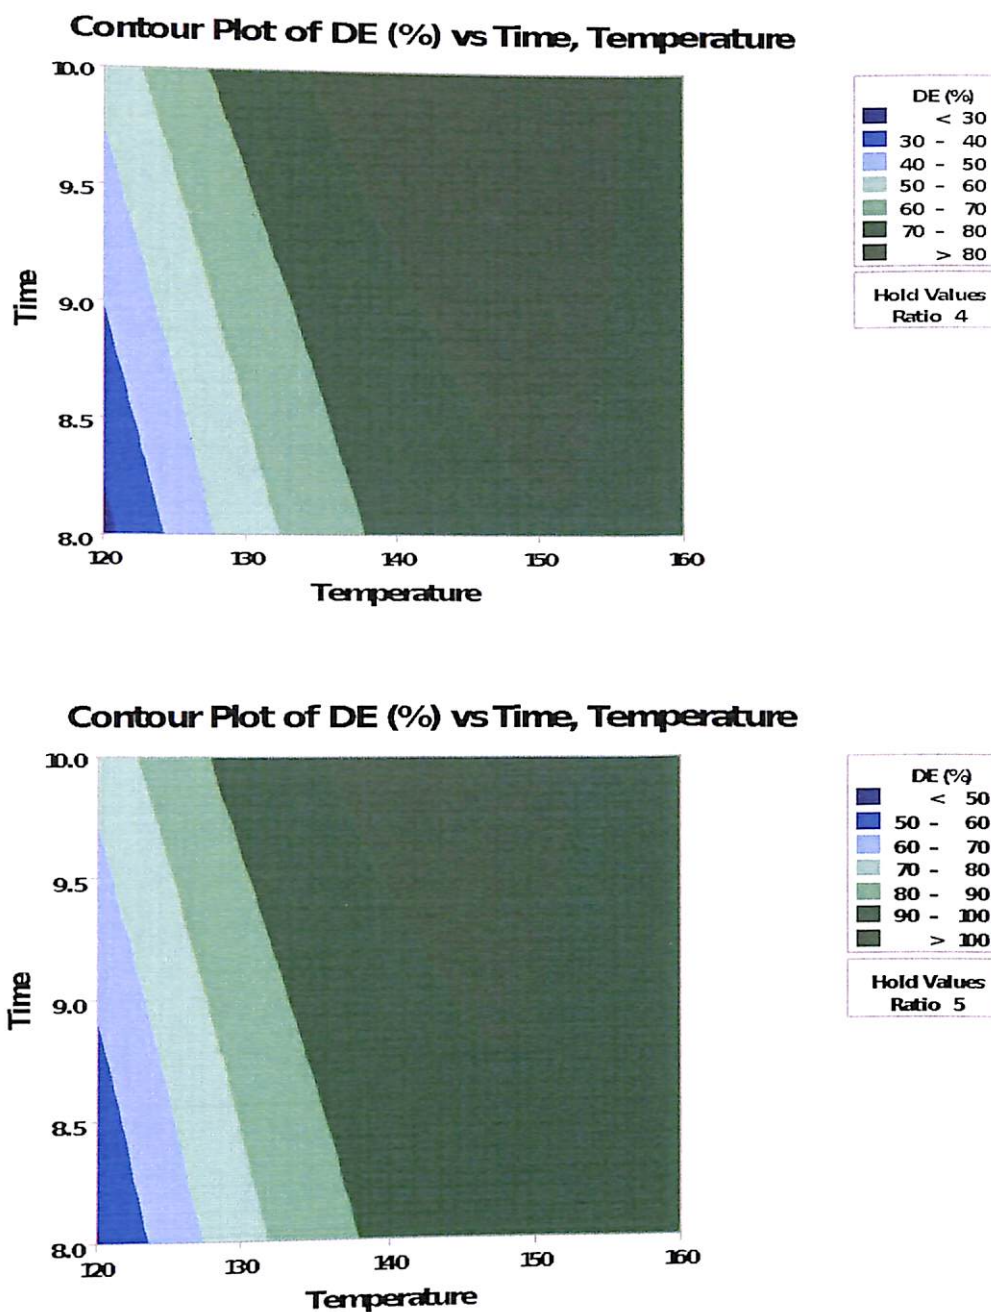 Contour Plot of DE (%) vs Time, Temperature
10.0
9.5
9.0
8.5
8.0
Time
120 130 140 150 160
Temperature
DE (%)
< 30
30 – 40
40 – 50
50 – 60
60 – 70
70 – 80
> 80
Hold Values
Ratio 4
Contour Plot of DE (%) vs Time, Temperature
10.0
9.5
9.0
8.5
8.0
Time
120 130 140 150 160
Temperature
DE (%)
< 50
50 – 60
60 – 70
70 – 80
80 – 90
90 – 100
> 100
Hold Values
Ratio 5